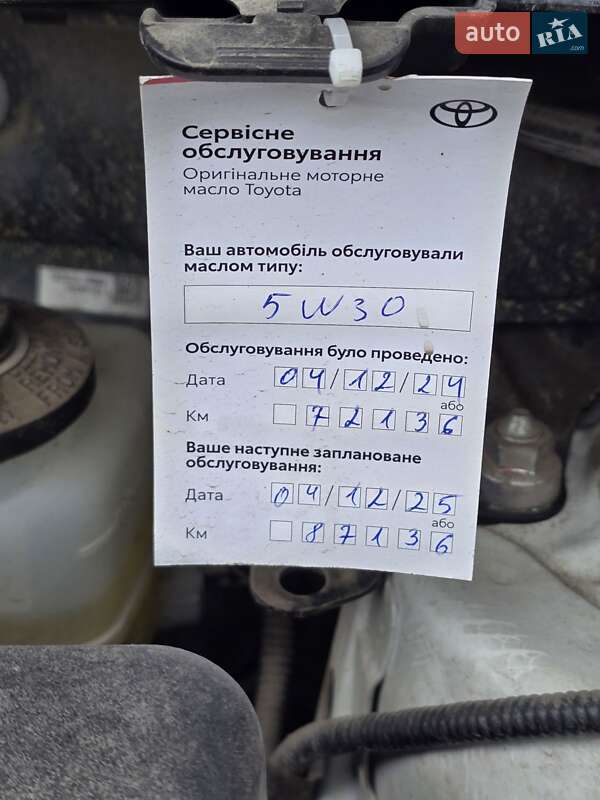 auto RIA.com
Сервісне
обслуговування
Оригінальне моторне
масло Toyota
Ваш автомобіль обслуговували
маслом типу:
5W30
Обслуговування було проведено:
Дата 04/12/24
або
Км 72136
Ваше наступне заплановане
обслуговування:
Дата 04/12/25
або
Км 87136